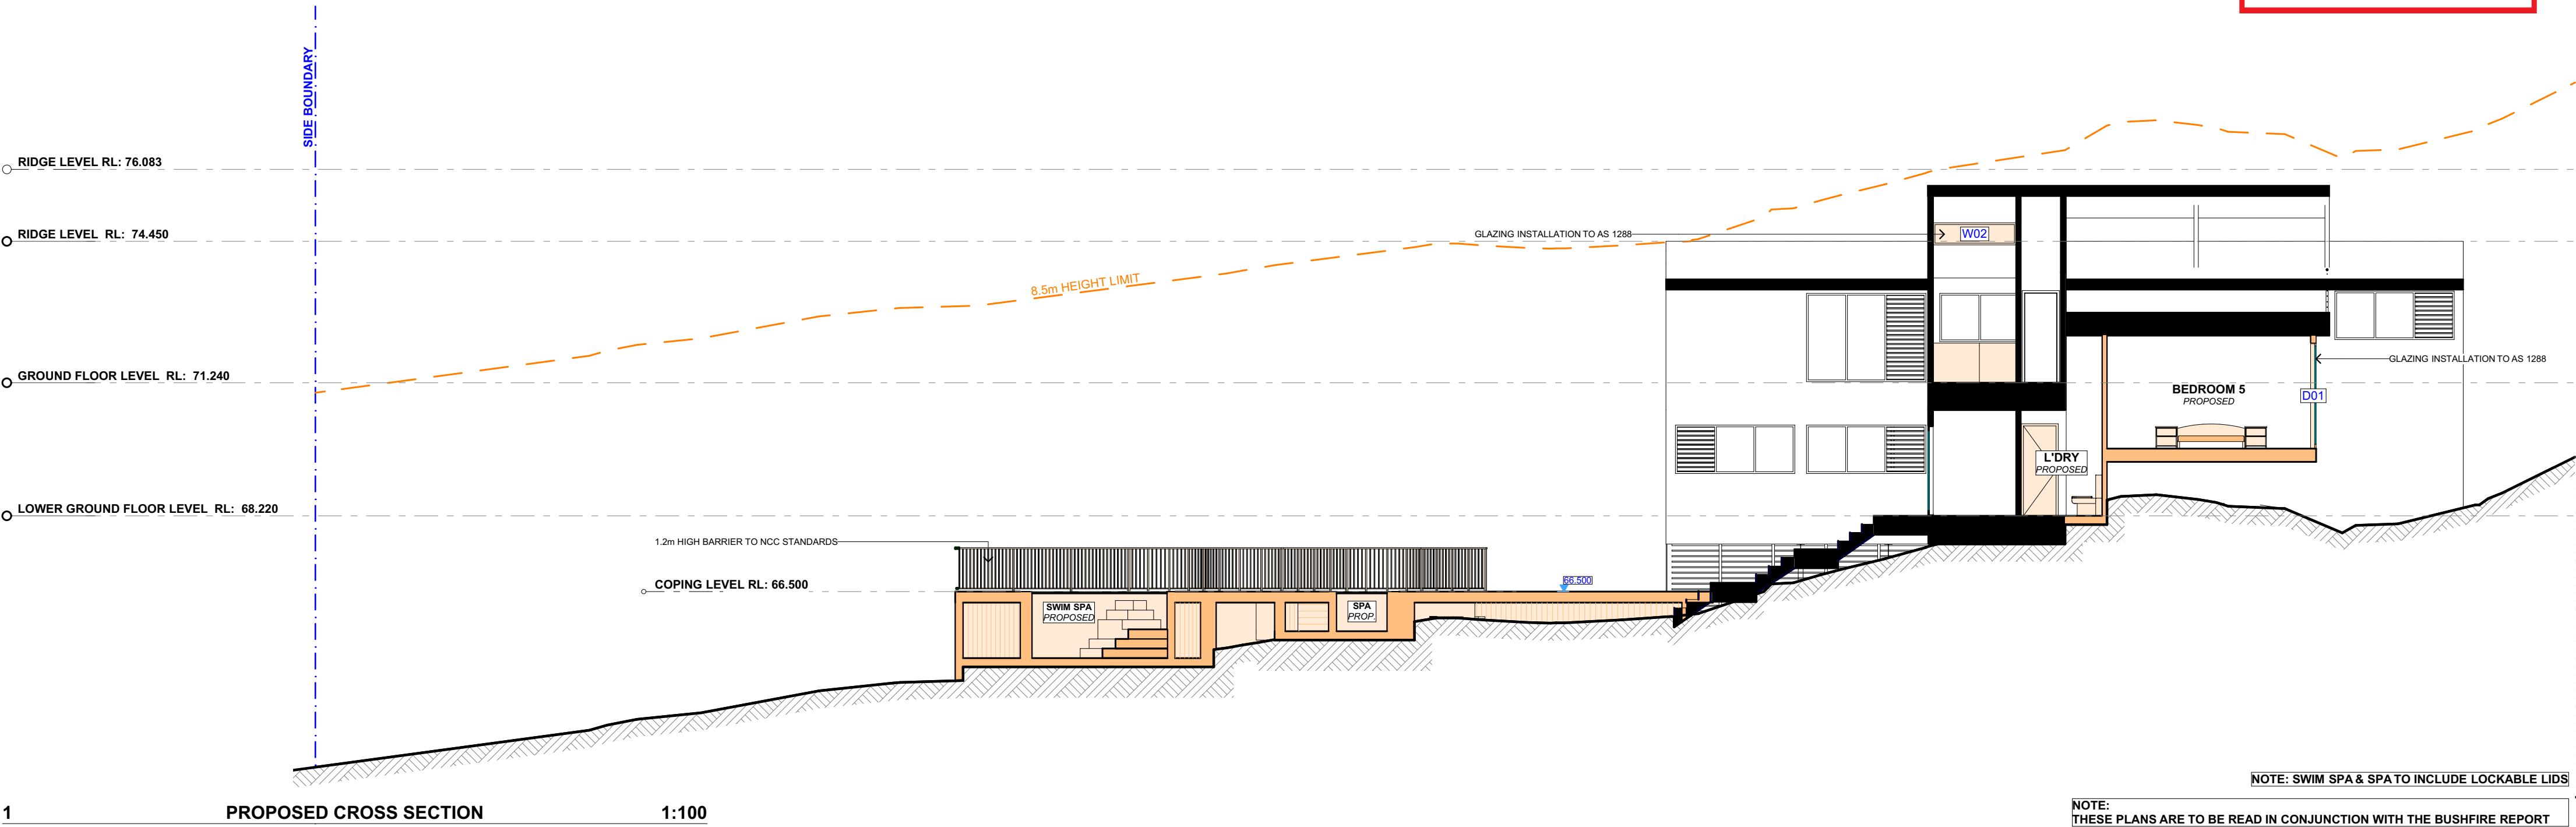 SIDE BOUNDARY
RIDGE LEVEL RL: 76.083
RIDGE LEVEL RL: 74.450
GLAZING INSTALLATION TO AS 1288
W02
8.5m HEIGHT LIMIT
GLAZING INSTALLATION TO AS 1288
GROUND FLOOR LEVEL RL: 71.240
BEDROOM 5
PROPOSED
D01
L'DRY
PROPOSED
LOWER GROUND FLOOR LEVEL RL: 68.220
1.2m HIGH BARRIER TO NCC STANDARDS
COPING LEVEL RL: 66.500
66.500
SWIM SPA
PROPOSED
SPA
PROP.
NOTE: SWIM SPA & SPA TO INCLUDE LOCKABLE LIDS
NOTE:
THESE PLANS ARE TO BE READ IN CONJUNCTION WITH THE BUSHFIRE REPORT
1 PROPOSED CROSS SECTION 1:100